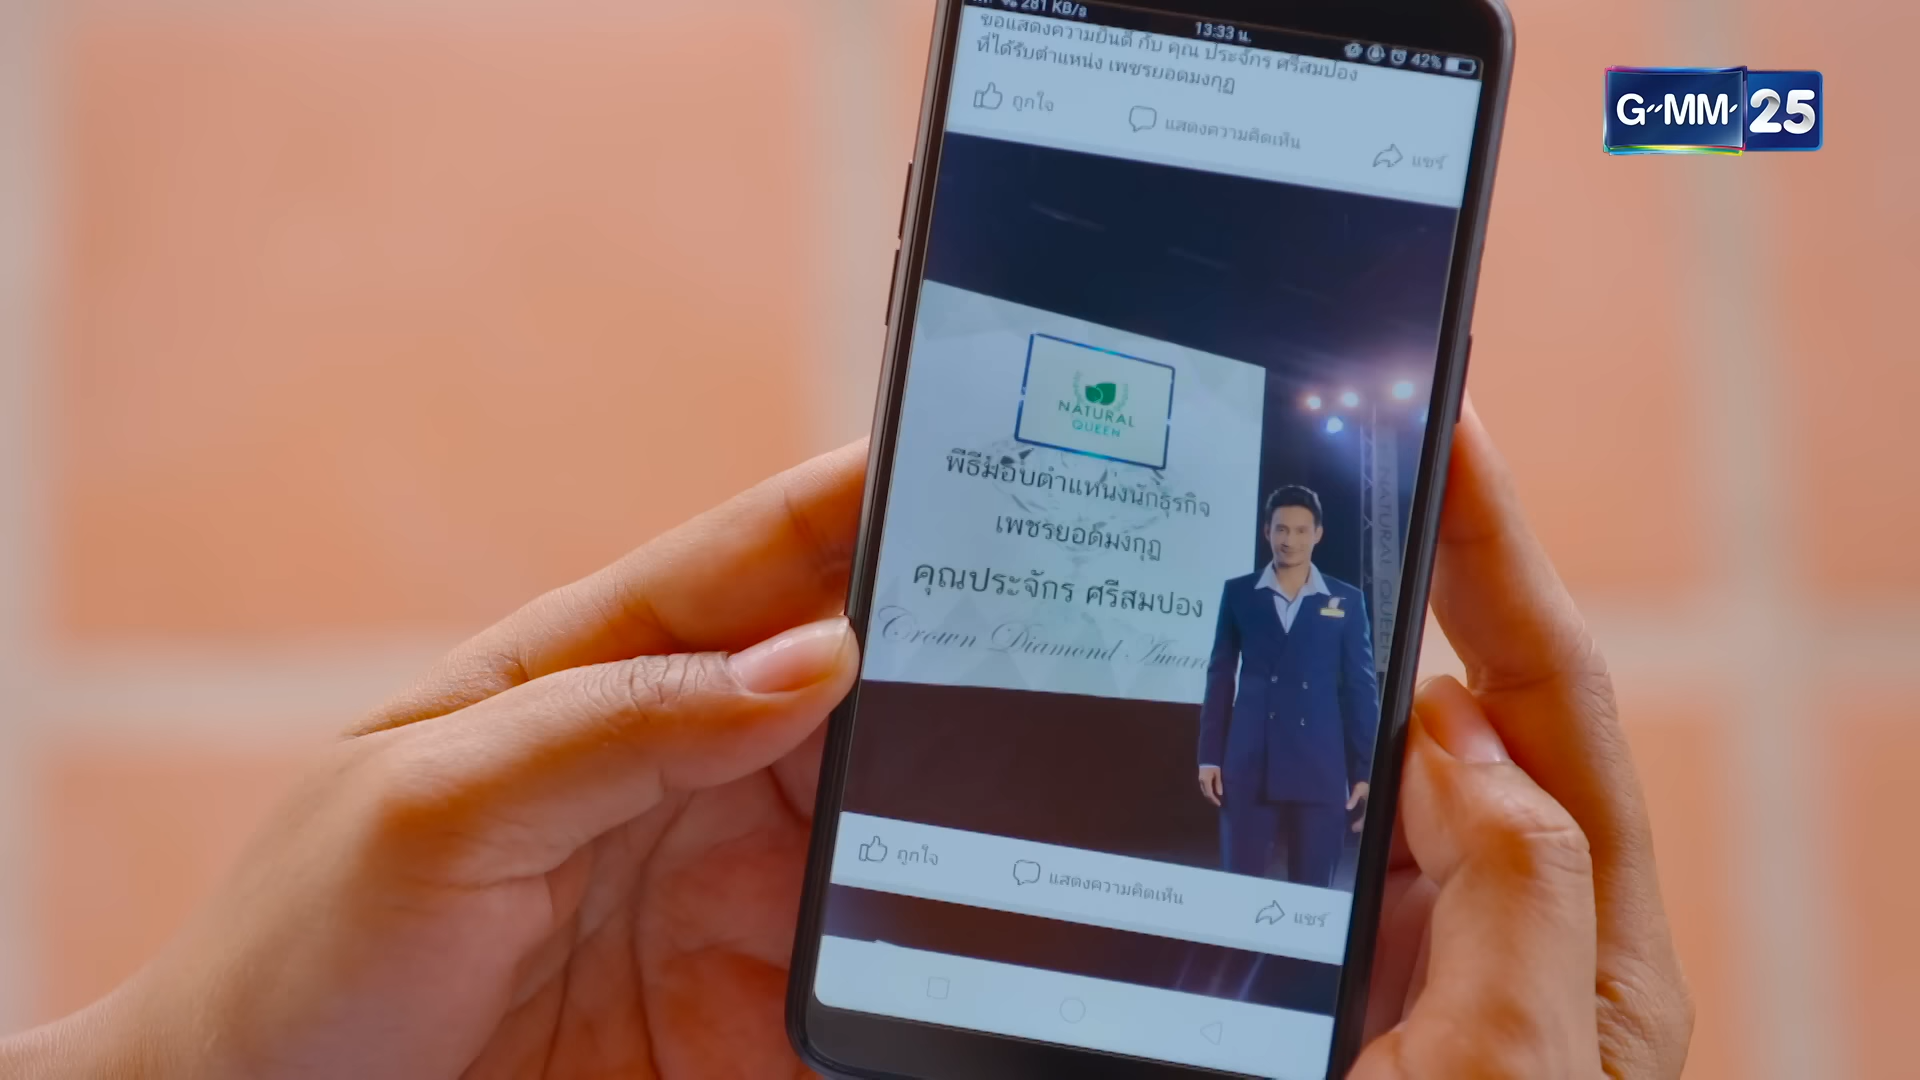 281 KB/s
13:33 น.
42%
ขอแสดงความยินดี กับ คุณ ประจักร ศรีสมปอง
ที่ได้รับตำแหน่ง เพชรยอดมงกุฎ
ถูกใจ
แสดงความคิดเห็น
แชร์
G"MM'25
NATURAL
QUEEN
พิธีมอบตำแหน่งนักธุรกิจ
เพชรยอดมงกุฎ
คุณประจักร ศรีสมปอง
Crown Diamond Award
NATURAL QUEEN
ถูกใจ
แสดงความคิดเห็น
แชร์